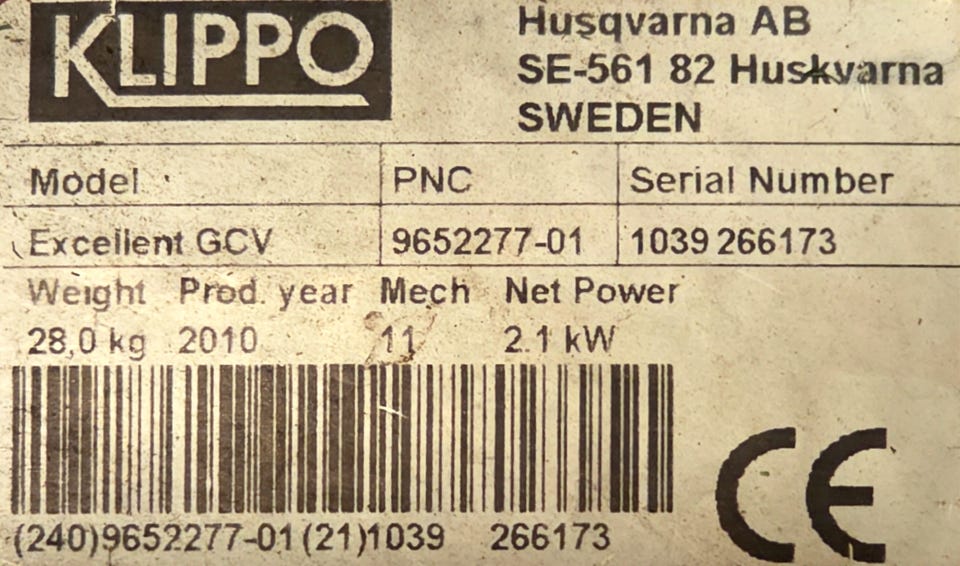 KLIPPO
Husqvarna AB
SE-561 82 Huskvarna
SWEDEN
Model PNC Serial Number
Excellent GCV 9652277-01 1039 266173
Weight Prod. year Mech Net Power
28,0 kg 2010 11 2.1 kW
(240)9652277-01(21)1039 266173
CE